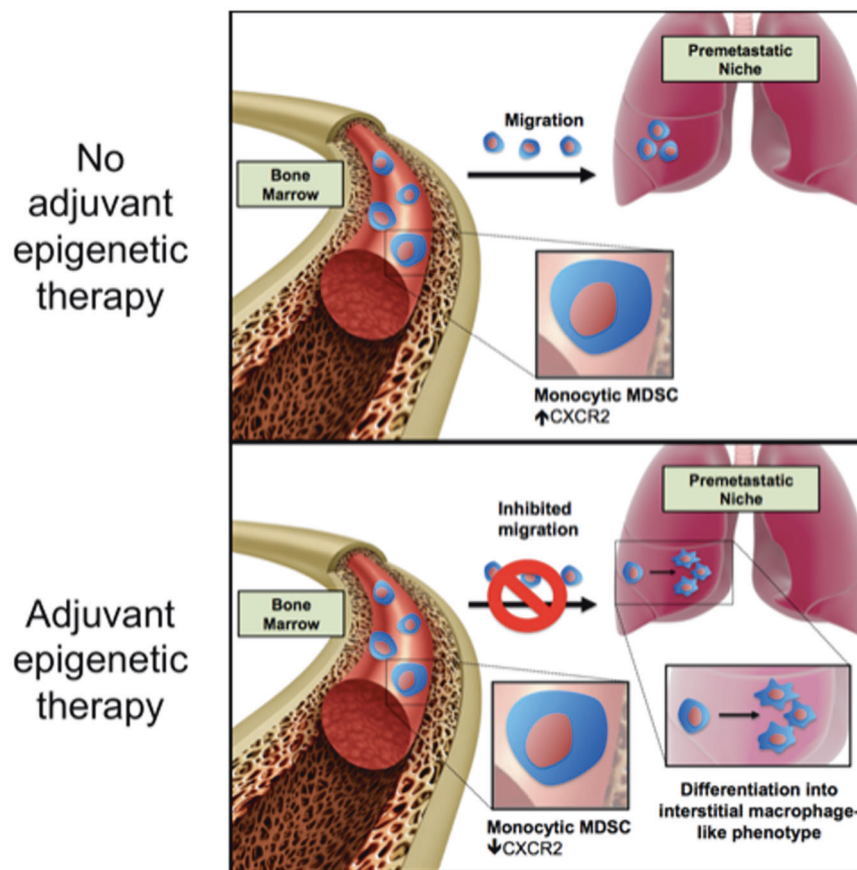 No
adjuvant
epigenetic
therapy
Bone
Marrow
Migration
Premetastatic
Niche
Monocytic MDSC
↑CXCR2
Adjuvant
epigenetic
therapy
Bone
Marrow
Inhibited
migration
Premetastatic
Niche
Monocytic MDSC
↓CXCR2
Differentiation into
interstitial macrophage-
like phenotype